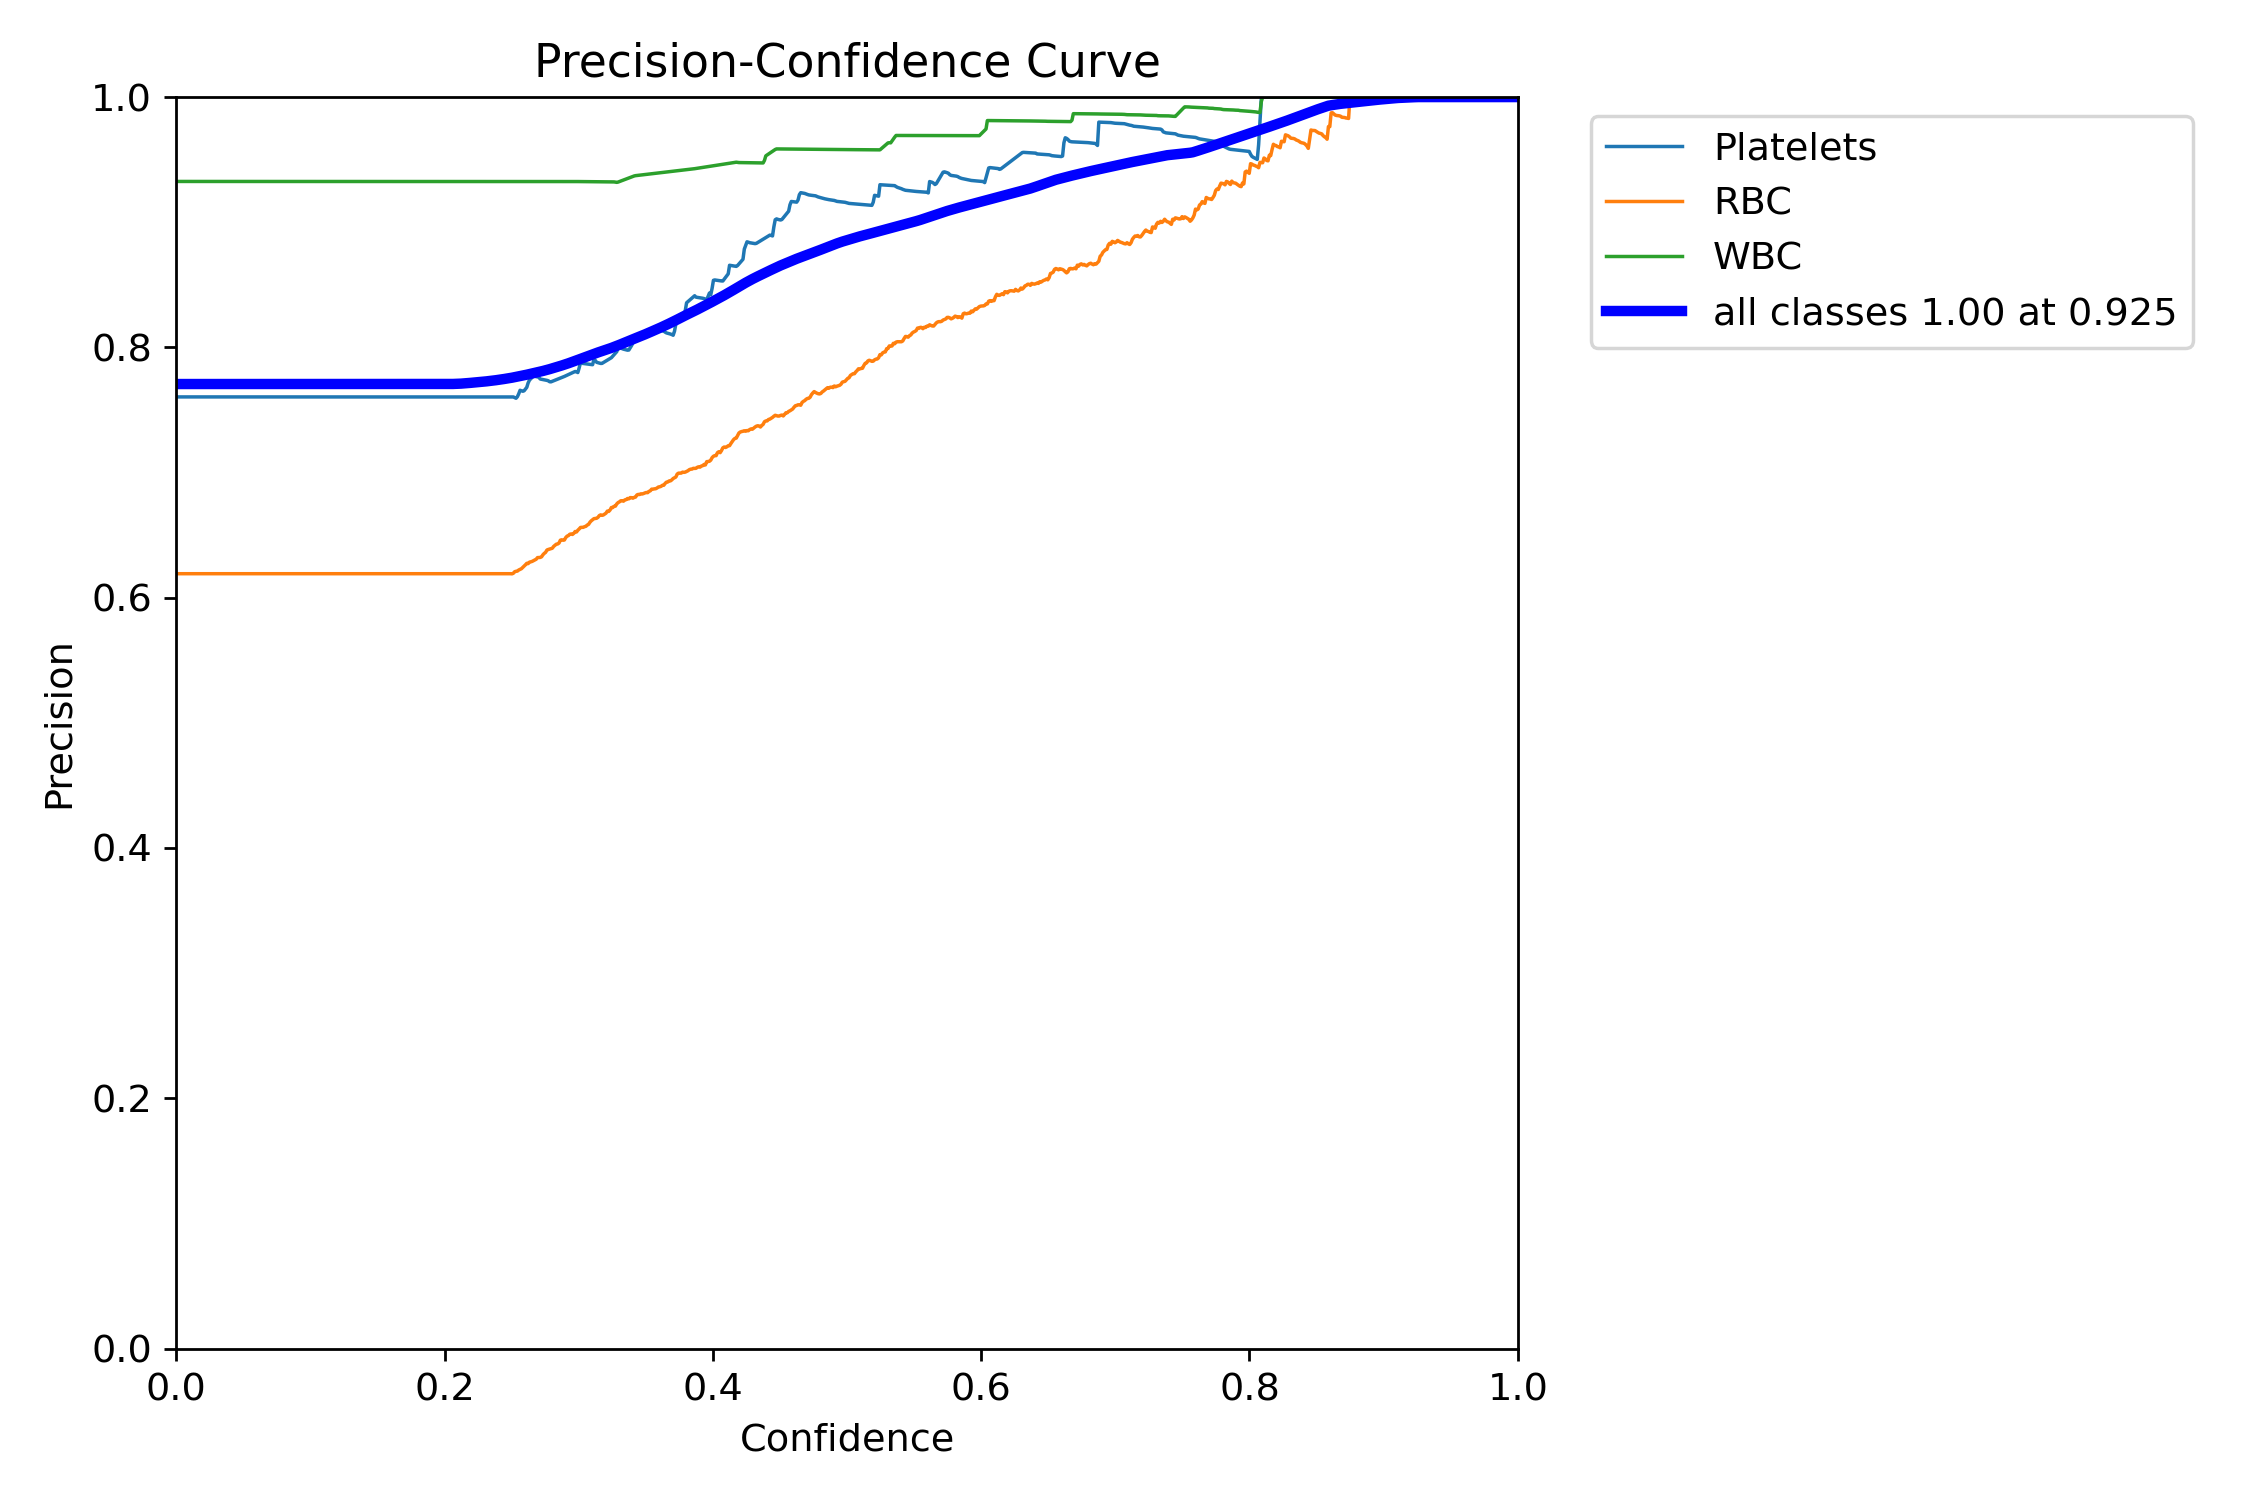 Precision-Confidence Curve
1.0
0.8
0.6
0.4
0.2
0.0
Precision
0.0 0.2 0.4 0.6 0.8 1.0
Confidence
Platelets
RBC
WBC
all classes 1.00 at 0.925